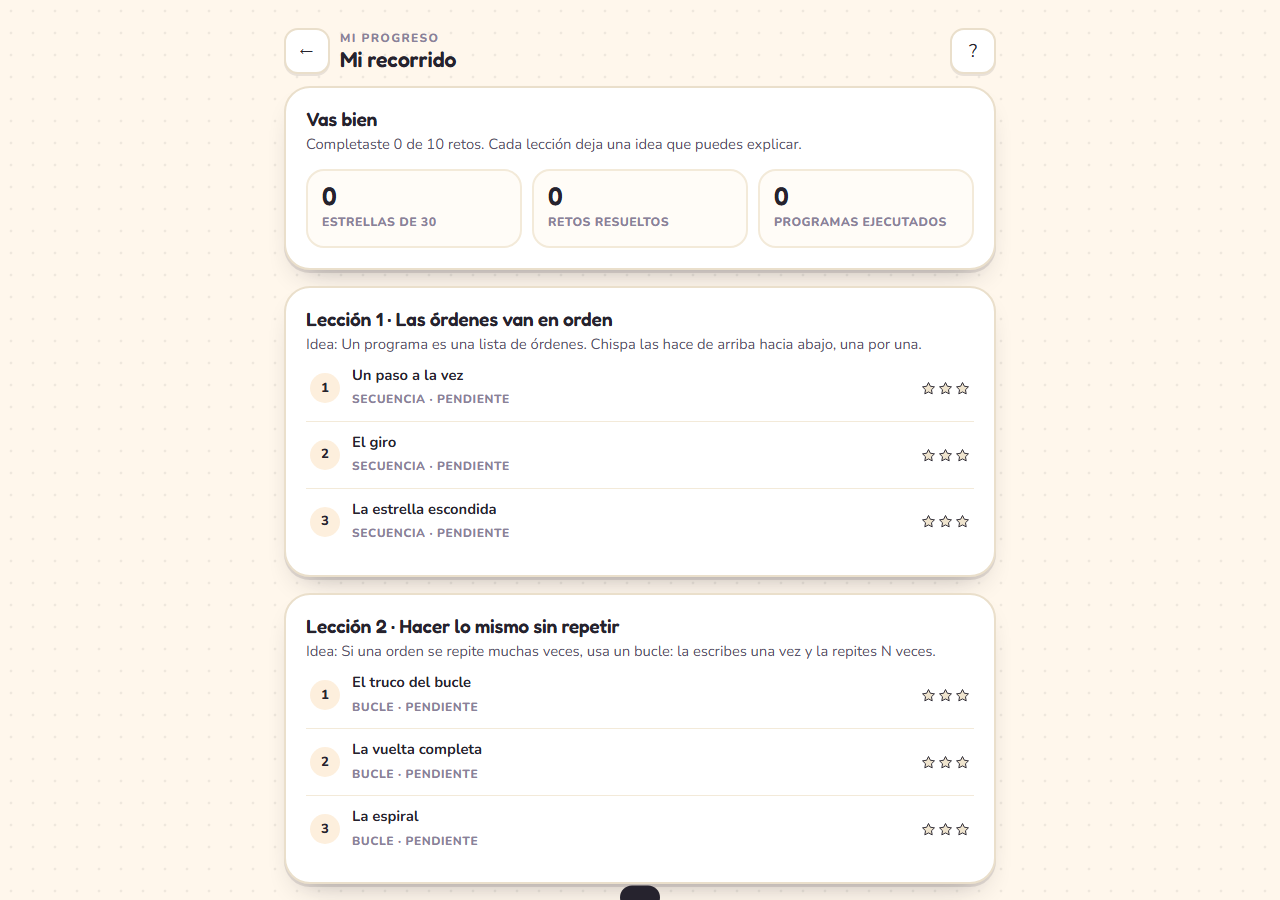 ←
MI PROGRESO
Mi recorrido
?
Vas bien
Completaste 0 de 10 retos. Cada lección deja una idea que puedes explicar.
0
ESTRELLAS DE 30
0
RETOS RESUELTOS
0
PROGRAMAS EJECUTADOS
Lección 1 · Las órdenes van en orden
Idea: Un programa es una lista de órdenes. Chispa las hace de arriba hacia abajo, una por una.
1
Un paso a la vez
SECUENCIA · PENDIENTE
2
El giro
SECUENCIA · PENDIENTE
3
La estrella escondida
SECUENCIA · PENDIENTE
Lección 2 · Hacer lo mismo sin repetir
Idea: Si una orden se repite muchas veces, usa un bucle: la escribes una vez y la repites N veces.
1
El truco del bucle
BUCLE · PENDIENTE
2
La vuelta completa
BUCLE · PENDIENTE
3
La espiral
BUCLE · PENDIENTE